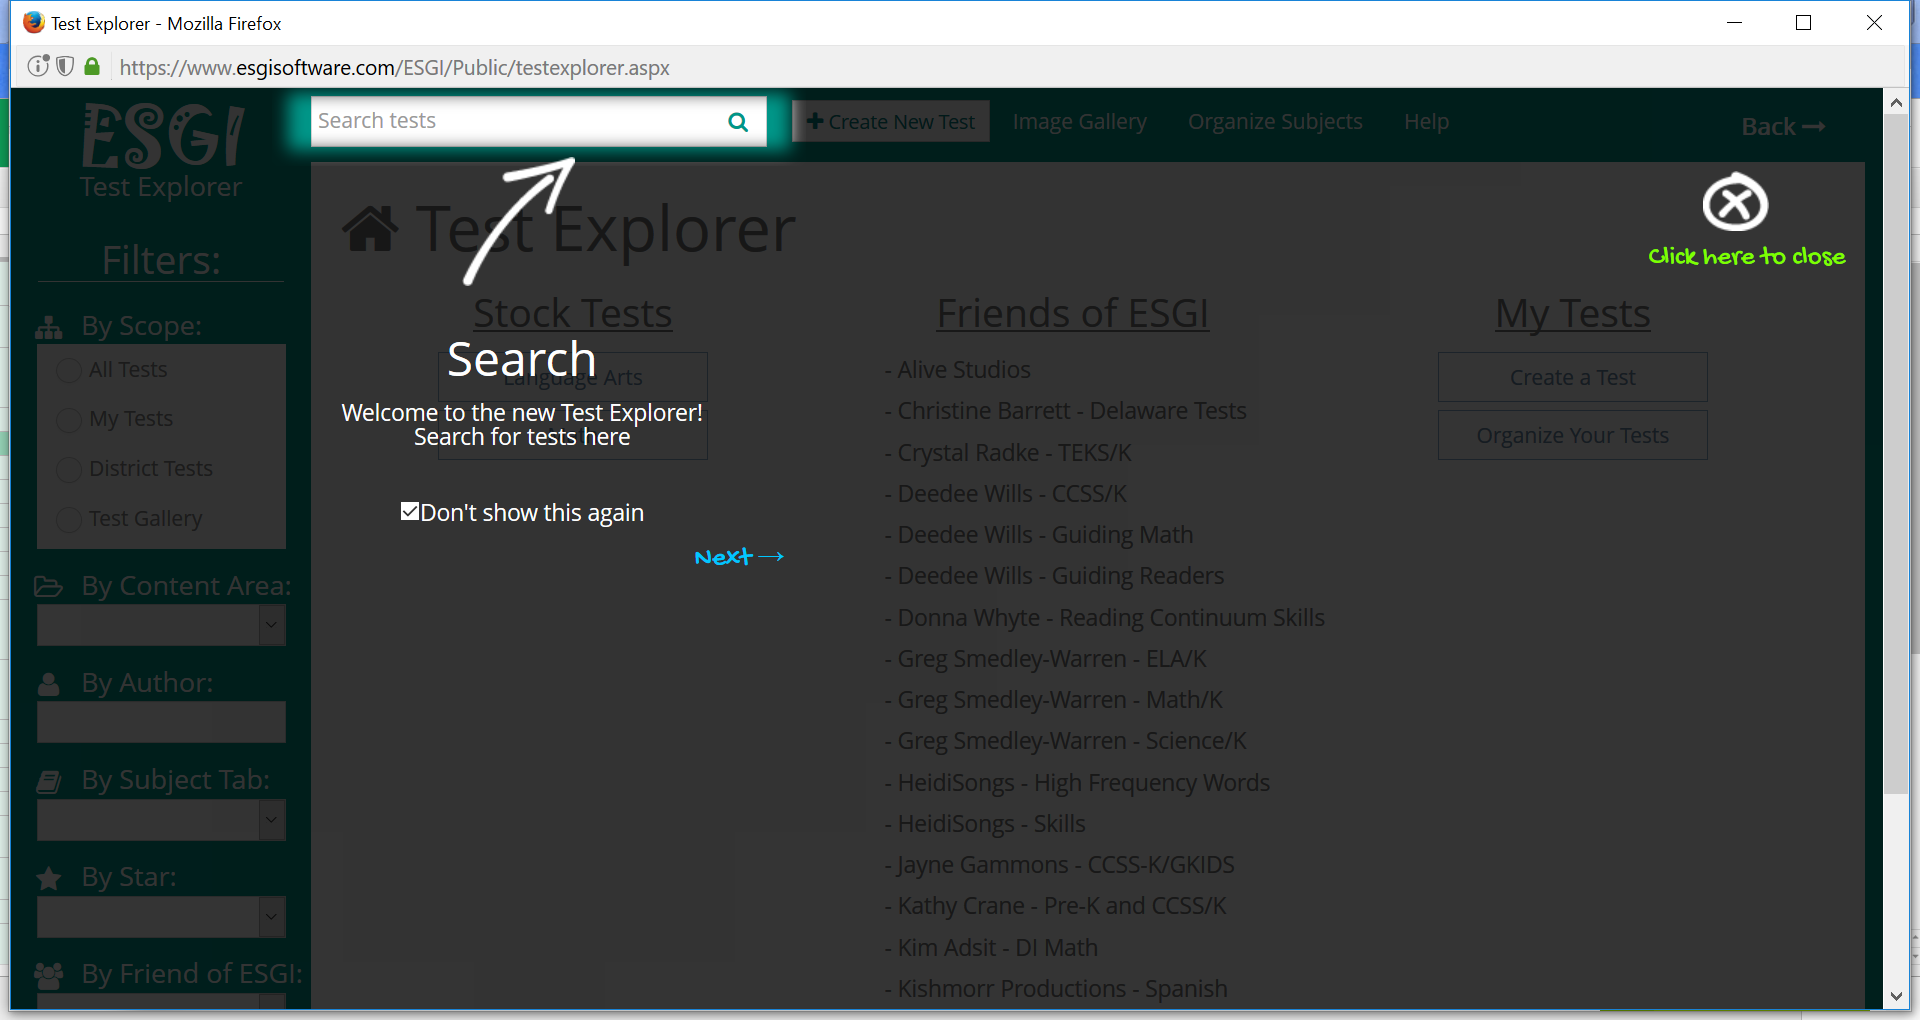 Test Explorer - Mozilla Firefox
https://www.esgisoftware.com/ESGI/Public/testexplorer.aspx
ESGI
Test Explorer
Search tests
Create New Test
Image Gallery
Organize Subjects
Help
Back
Test Explorer
Click here to close
Filters:
By Scope:
All Tests
My Tests
District Tests
Test Gallery
By Content Area:
By Author:
By Subject Tab:
By Star:
By Friend of ESGI:
Stock Tests
Language Arts
Search
Welcome to the new Test Explorer!
Search for tests here
Don't show this again
Next
Friends of ESGI
- Alive Studios
- Christine Barrett - Delaware Tests
- Crystal Radke - TEKS/K
- Deedee Wills - CCSS/K
- Deedee Wills - Guiding Math
- Deedee Wills - Guiding Readers
- Donna Whyte - Reading Continuum Skills
- Greg Smedley-Warren - ELA/K
- Greg Smedley-Warren - Math/K
- Greg Smedley-Warren - Science/K
- HeidiSongs - High Frequency Words
- HeidiSongs - Skills
- Jayne Gammons - CCSS-K/GKIDS
- Kathy Crane - Pre-K and CCSS/K
- Kim Adsit - DI Math
- Kishmorr Productions - Spanish
My Tests
Create a Test
Organize Your Tests